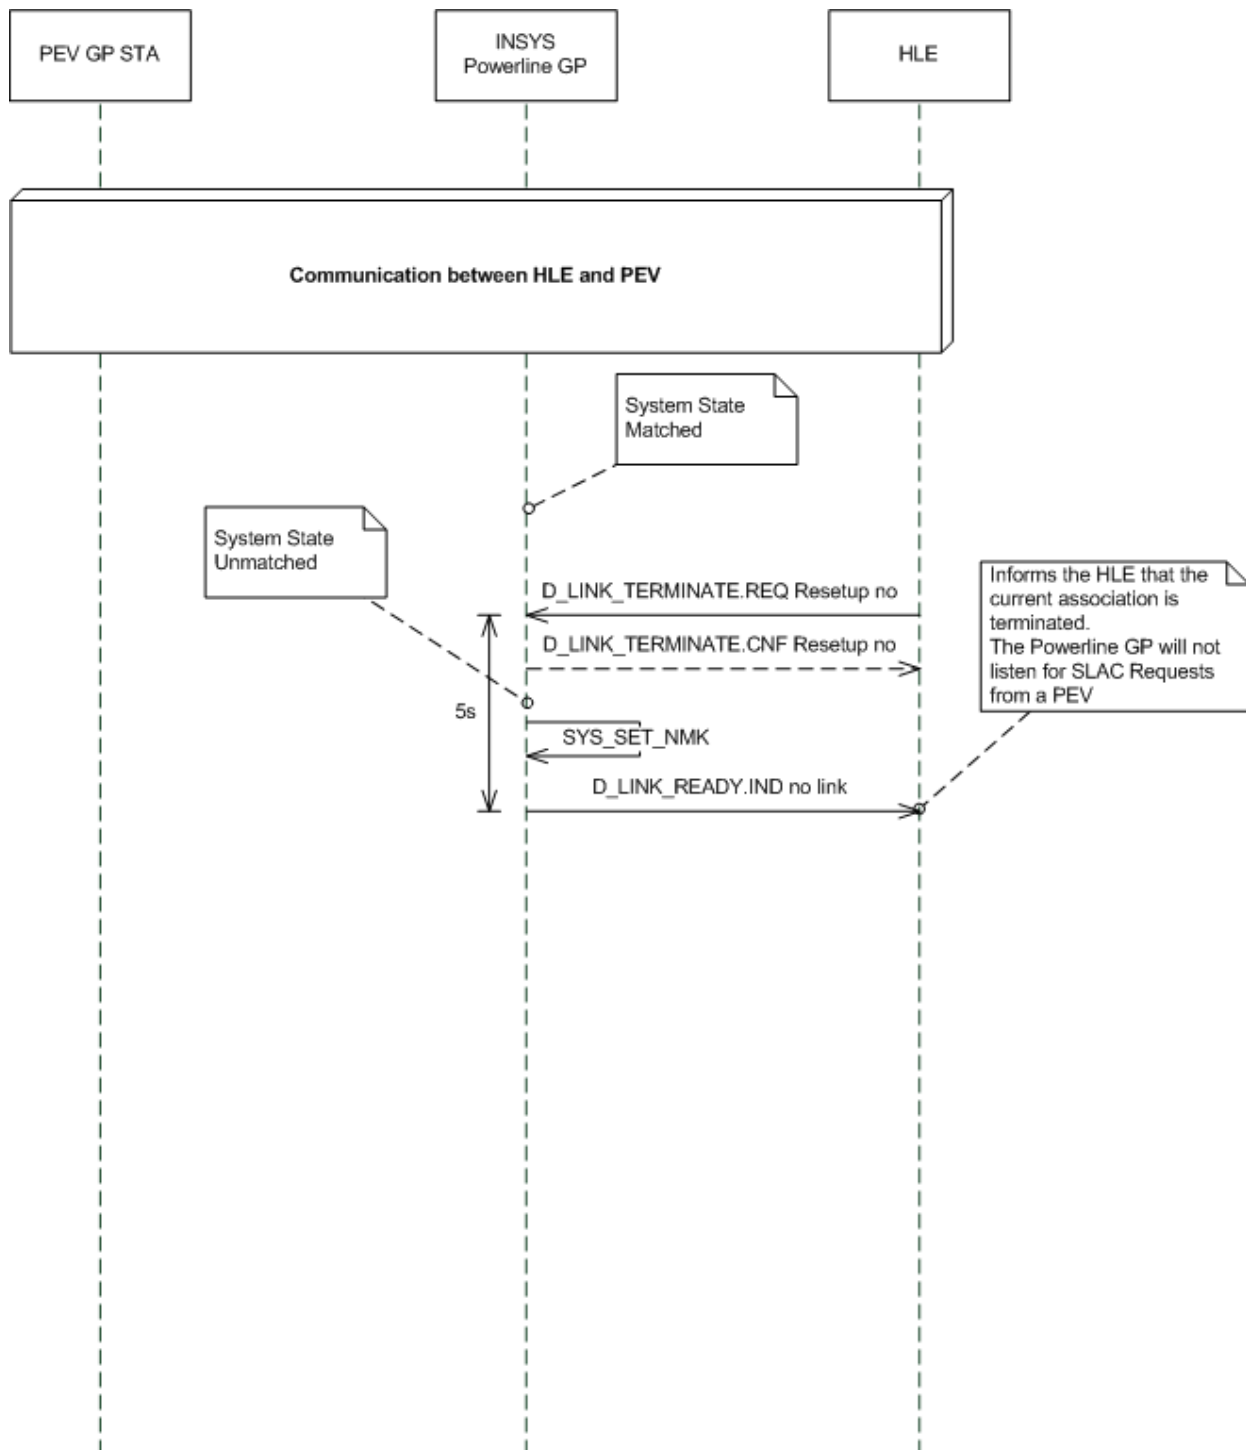 PEV GP STA
INSYS
Powerline GP
HLE
Communication between HLE and PEV
System State
Matched
System State
Unmatched
D_LINK_TERMINATE.REQ Resetup no
Informs the HLE that the
current association is
terminated.
The Powerline GP will not
listen for SLAC Requests
from a PEV
D_LINK_TERMINATE.CNF Resetup no
5s
SYS_SET_NMK
D_LINK_READY.IND no link